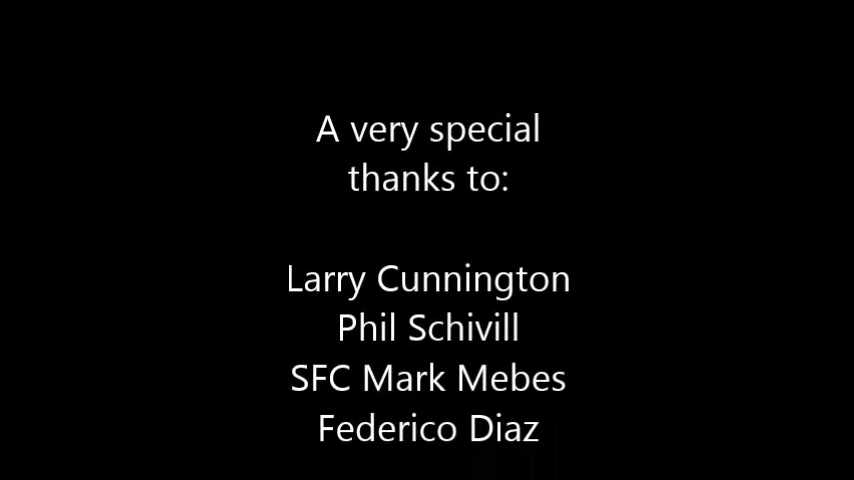 A very special
thanks to:
Larry Cunnington
Phil Schivill
SFC Mark Mebes
Federico Diaz